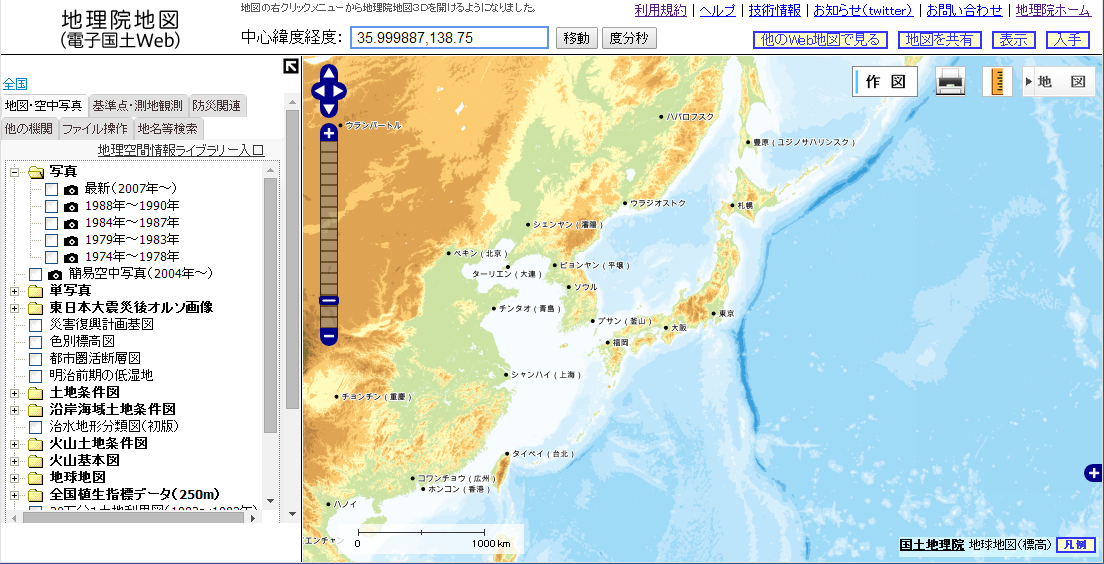 地理院地図
(電子国土Web)
地図の右クリックメニューから地理院地図3Dを開けるようになりました。
利用規約 | ヘルプ | 技術情報 | お知らせ(twitter) | お問い合わせ | 地理院ホーム
中心緯度経度: 35.999887,138.75 移動 度分秒
他のWeb地図で見る 地図を共有 表示 入手
全国
地図・空中写真 基準点・測地観測 防災関連
他の機関 ファイル操作 地名等検索
地理空間情報ライブラリー入口
写真
最新(2007年～)
1988年～1990年
1984年～1987年
1979年～1983年
1974年～1978年
簡易空中写真(2004年～)
単写真
東日本大震災後オルソ画像
災害復興計画基図
色別標高図
都市圏活断層図
明治前期の低湿地
土地条件図
沿岸海域土地条件図
治水地形分類図(初版)
火山土地条件図
火山基本図
地球地図
全国植生指標データ(250m)
作 図
地 図
ウランバートル
ハバロフスク
豊原(ユジノサハリンスク)
ウラジオストク
札幌
シェンヤン(瀋陽)
ペキン(北京)
ターリエン(大連)
ピョンヤン(平壌)
ソウル
チンタオ(青島)
プサン(釜山)
東京
大阪
福岡
シャンハイ(上海)
チョンチン(重慶)
タイペイ(台北)
コワンチョウ(広州)
ホンコン(香港)
ハノイ
エンチャン
0 1000 km
国土地理院 地球地図(標高) 凡例